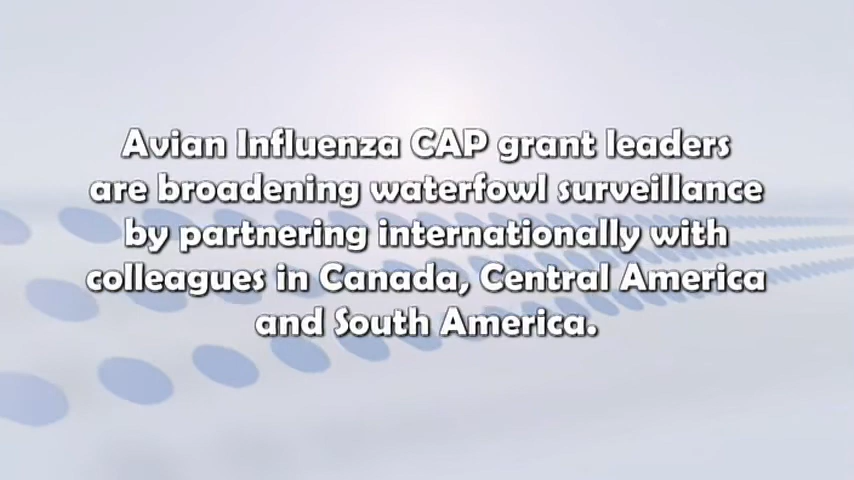 Avian Influenza CAP grant leaders
are broadening waterfowl surveillance
by partnering internationally with
colleagues in Canada, Central America
and South America.